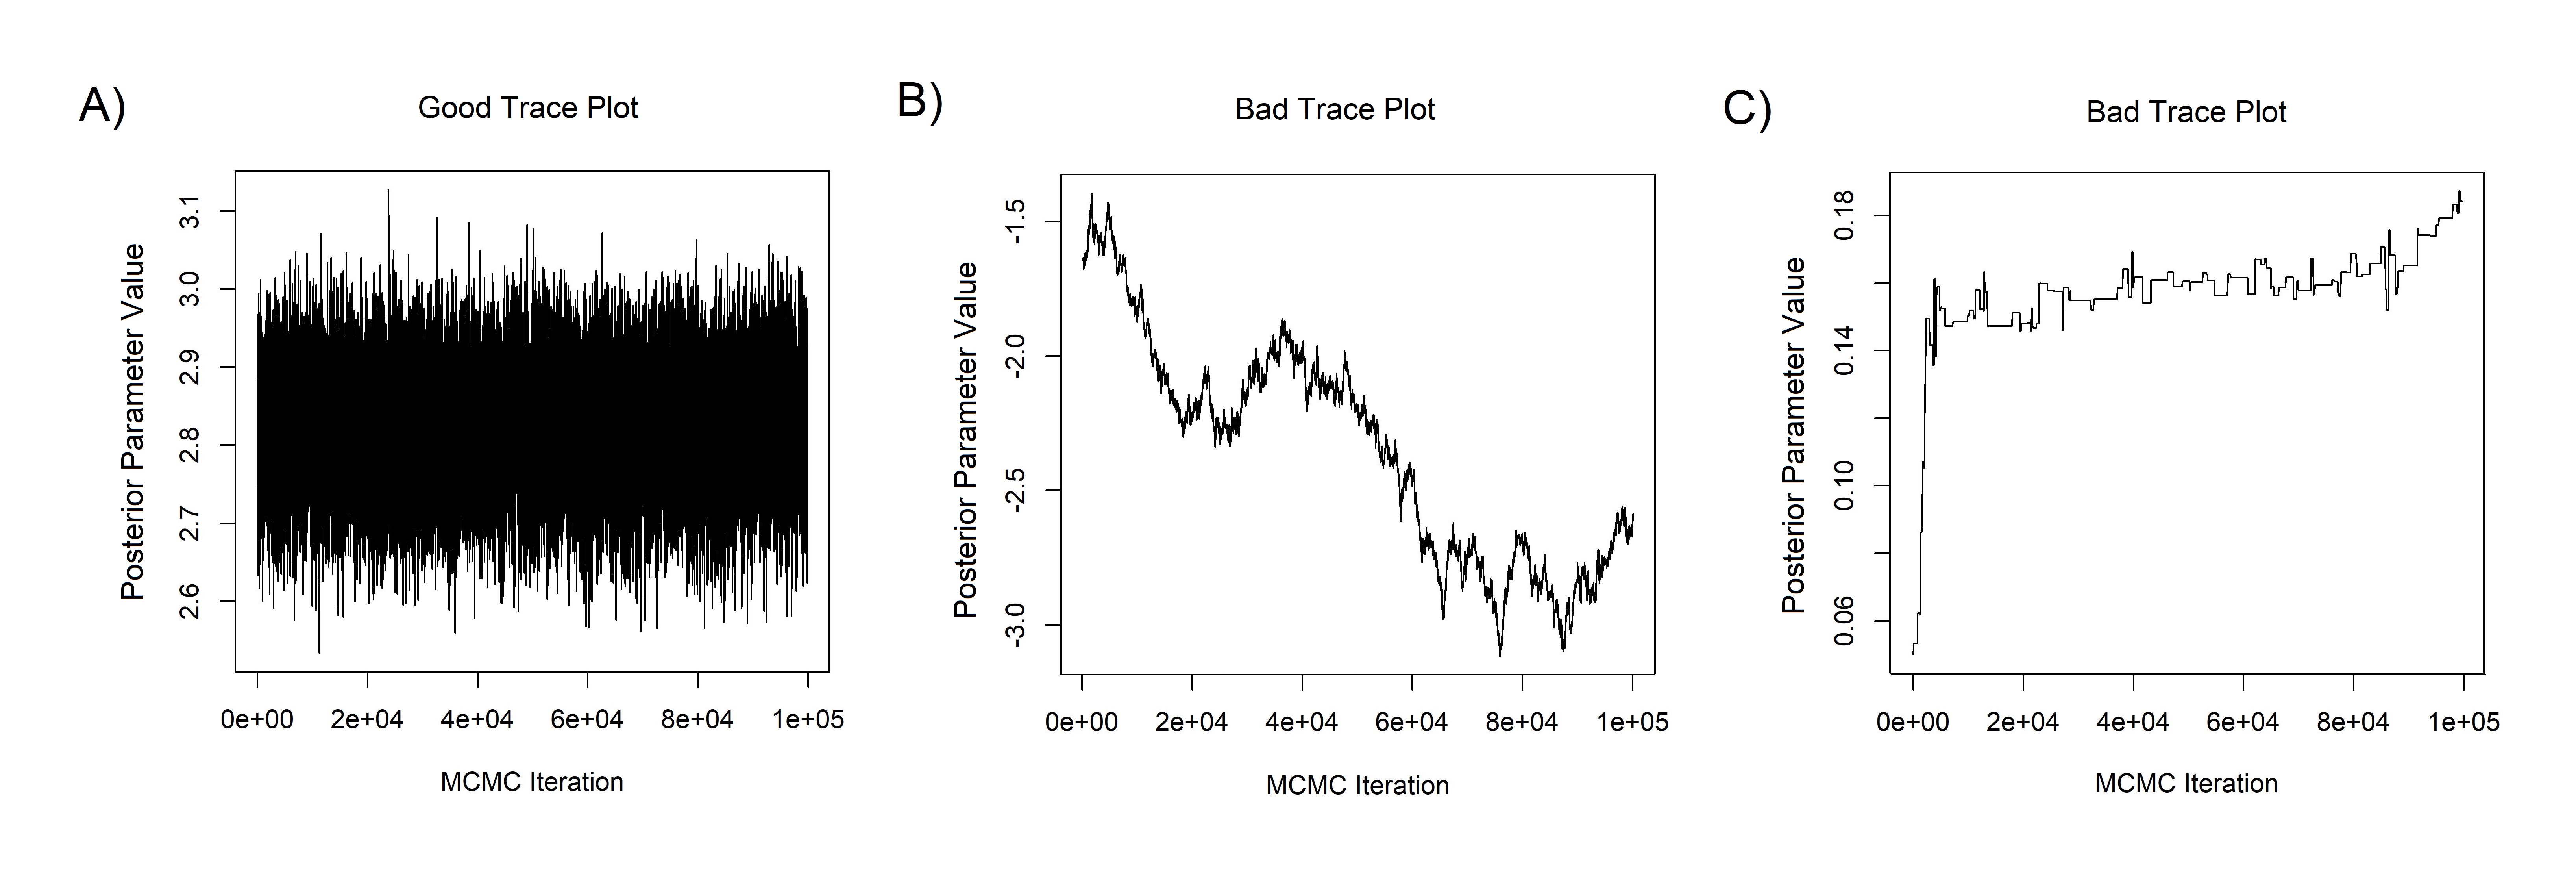 A)
Good Trace Plot
Posterior Parameter Value
3.1
3.0
2.9
2.8
2.7
2.6
0e+00 2e+04 4e+04 6e+04 8e+04 1e+05
MCMC Iteration
B)
Bad Trace Plot
Posterior Parameter Value
-1.5
-2.0
-2.5
-3.0
0e+00 2e+04 4e+04 6e+04 8e+04 1e+05
MCMC Iteration
C)
Bad Trace Plot
Posterior Parameter Value
0.18
0.14
0.10
0.06
0e+00 2e+04 4e+04 6e+04 8e+04 1e+05
MCMC Iteration